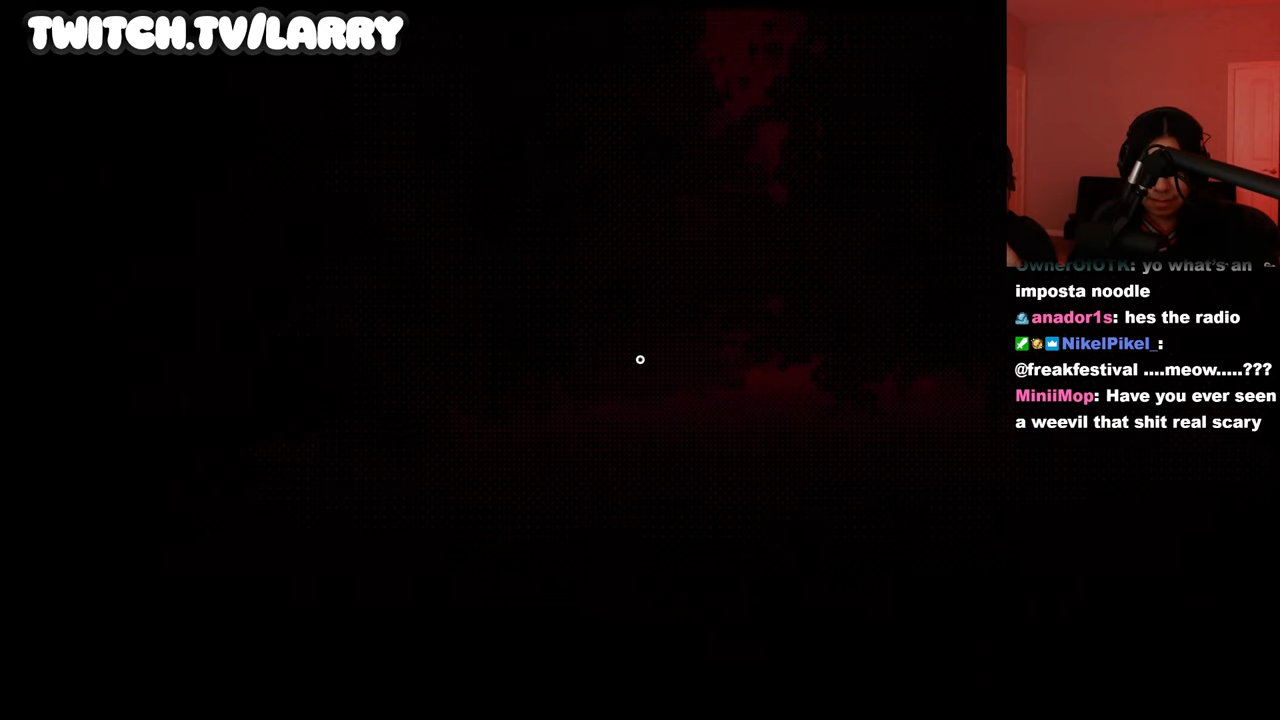 TWITCH.TV/LARRY
OwnerOfOTK: yo what's an
imposta noodle
anador1s: hes the radio
NikelPikel_:
@freakfestival ....meow.....???
MiniiMop: Have you ever seen
a weevil that shit real scary